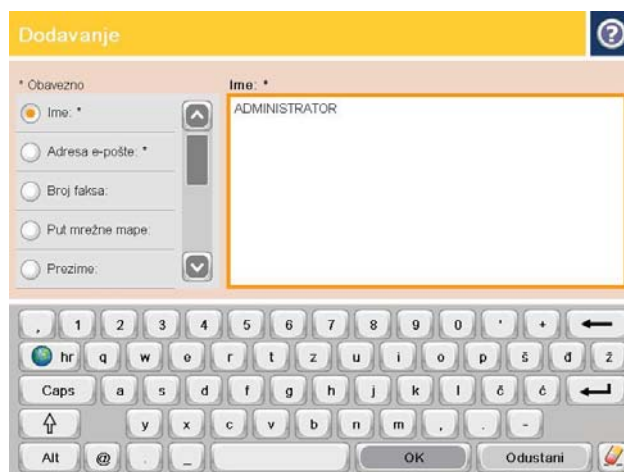 Dodavanje
?
* Obavezno
Ime: *
Ime: *
ADMINISTRATOR
Adresa e-pošte: *
Broj faksa:
Put mrežne mape:
Prezime:
1 2 3 4 5 6 7 8 9 0 ' +
hr q w e r t z u i o p š đ ž
Caps a s d f g h j k l č ć
y x c v b n m , . -
Alt @ . _ OK Odustani